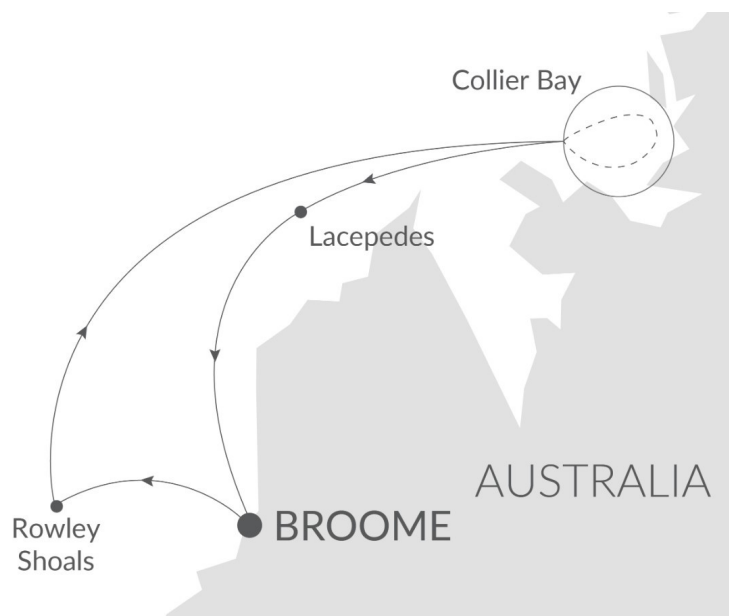 Collier Bay
Lacepedes
AUSTRALIA
Rowley
Shoals
BROOME